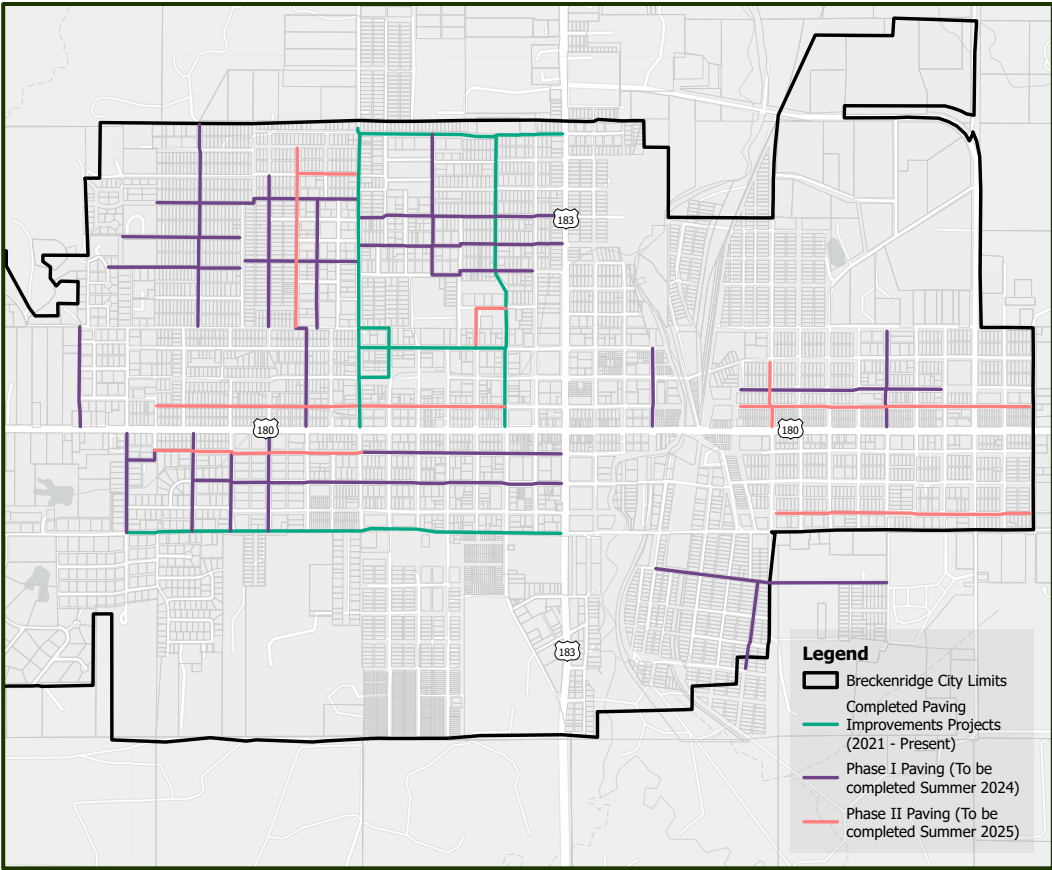 183
180
180
183
Legend
Breckenridge City Limits
Completed Paving
Improvements Projects
(2021 - Present)
Phase I Paving (To be
completed Summer 2024)
Phase II Paving (To be
completed Summer 2025)